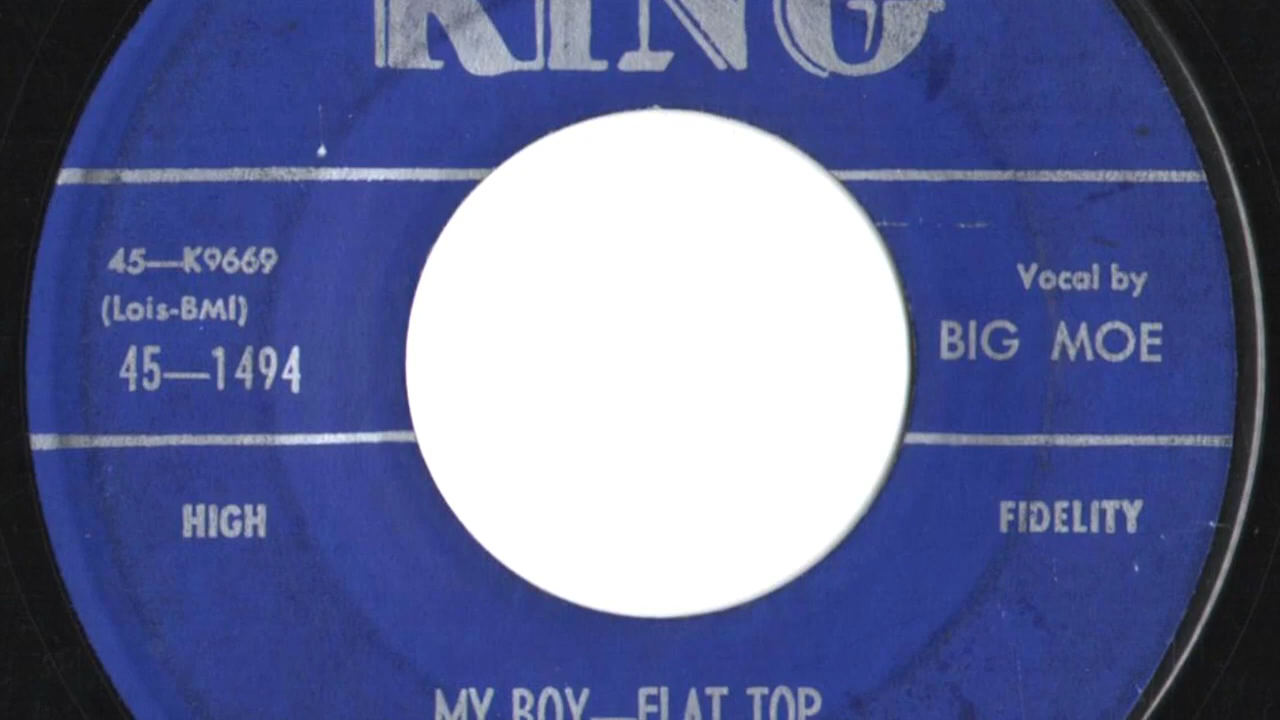 KING
45—K9669
(Lois-BMI)
45—1494
Vocal by
BIG MOE
HIGH FIDELITY
MY BOY—FLAT TOP